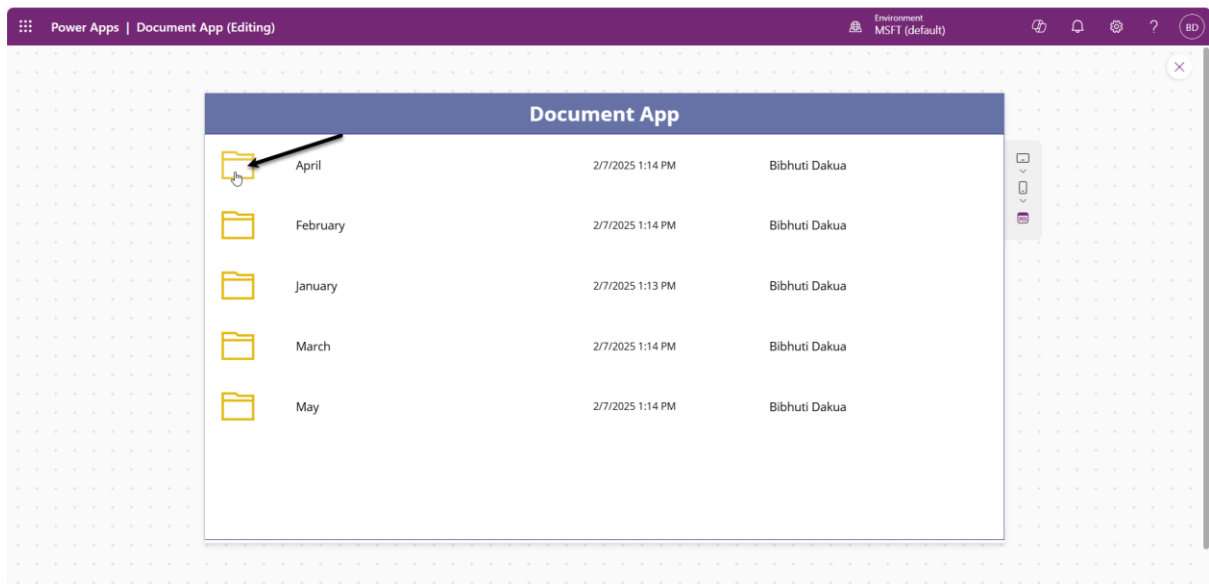 Power Apps | Document App (Editing)
Environment
MSFT (default)
?
BD
Document App
April 2/7/2025 1:14 PM Bibhuti Dakua
February 2/7/2025 1:14 PM Bibhuti Dakua
January 2/7/2025 1:13 PM Bibhuti Dakua
March 2/7/2025 1:14 PM Bibhuti Dakua
May 2/7/2025 1:14 PM Bibhuti Dakua